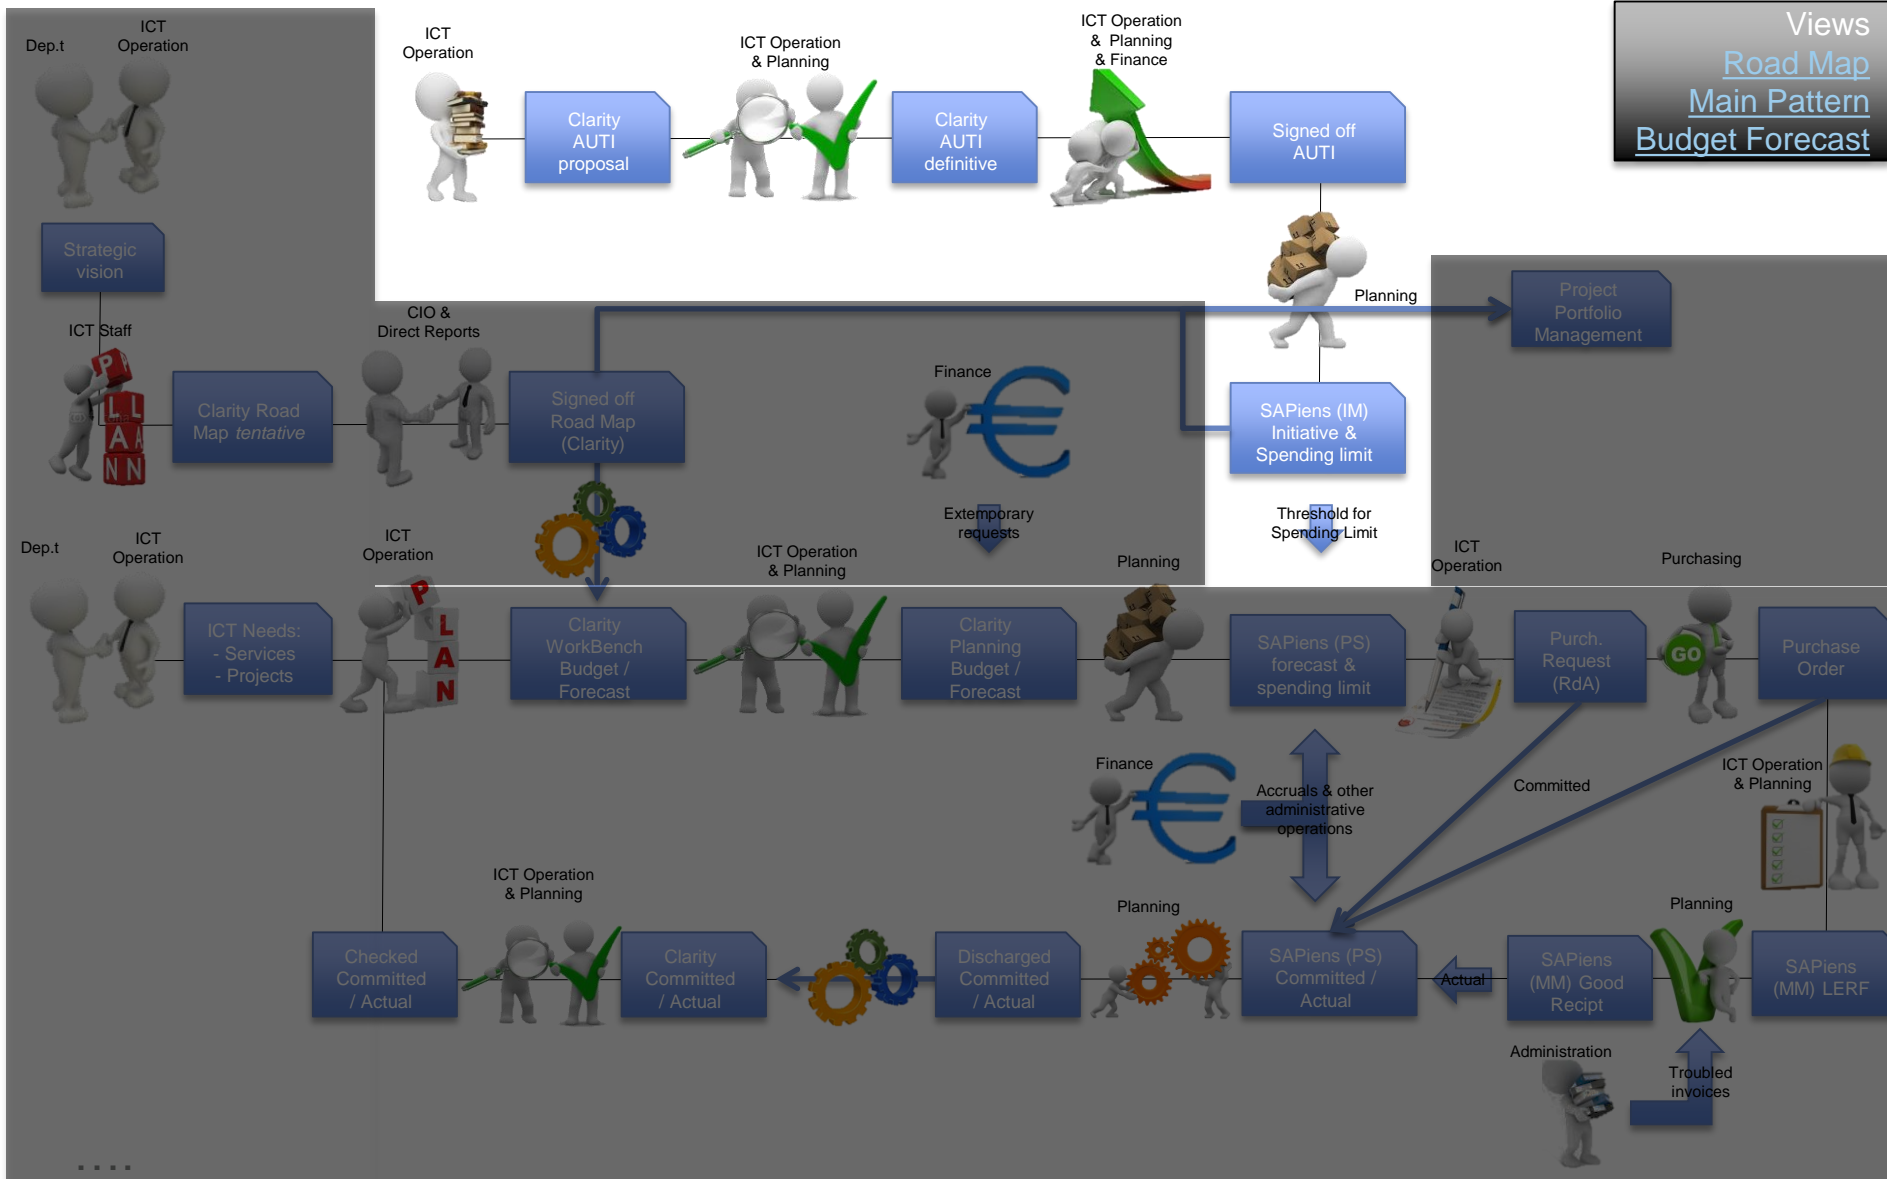 Dep.t
ICT
Operation
ICT
Operation
ICT Operation
& Planning
ICT Operation
& Planning
& Finance
Views
Road Map
Main Pattern
Budget Forecast
Clarity
AUTI
proposal
Clarity
AUTI
definitive
Signed off
AUTI
Strategic
vision
Planning
Project
Portfolio
Management
ICT Staff
CIO &
Direct Reports
Finance
P
L
L
A
A
N
N
Clarity Road
Map tentative
Signed off
Road Map
(Clarity)
SAPiens (IM)
Initiative &
Spending limit
Extemporary
requests
Threshold for
Spending Limit
Dep.t
ICT
Operation
ICT
Operation
ICT Operation
& Planning
Planning
ICT
Operation
Purchasing
P
L
A
N
GO
ICT Needs:
- Services
- Projects
Clarity
WorkBench
Budget /
Forecast
Clarity
Planning
Budget /
Forecast
SAPiens (PS)
forecast &
spending limit
Purch.
Request
(RdA)
Purchase
Order
Finance
Accruals & other
administrative
operations
Committed
ICT Operation
& Planning
ICT Operation
& Planning
Planning
Planning
Checked
Committed
/ Actual
Clarity
Committed
/ Actual
Discharged
Committed
/ Actual
SAPiens (PS)
Committed /
Actual
Actual
SAPiens
(MM) Good
Recipt
SAPiens
(MM) LERF
Administration
Troubled
invoices
....